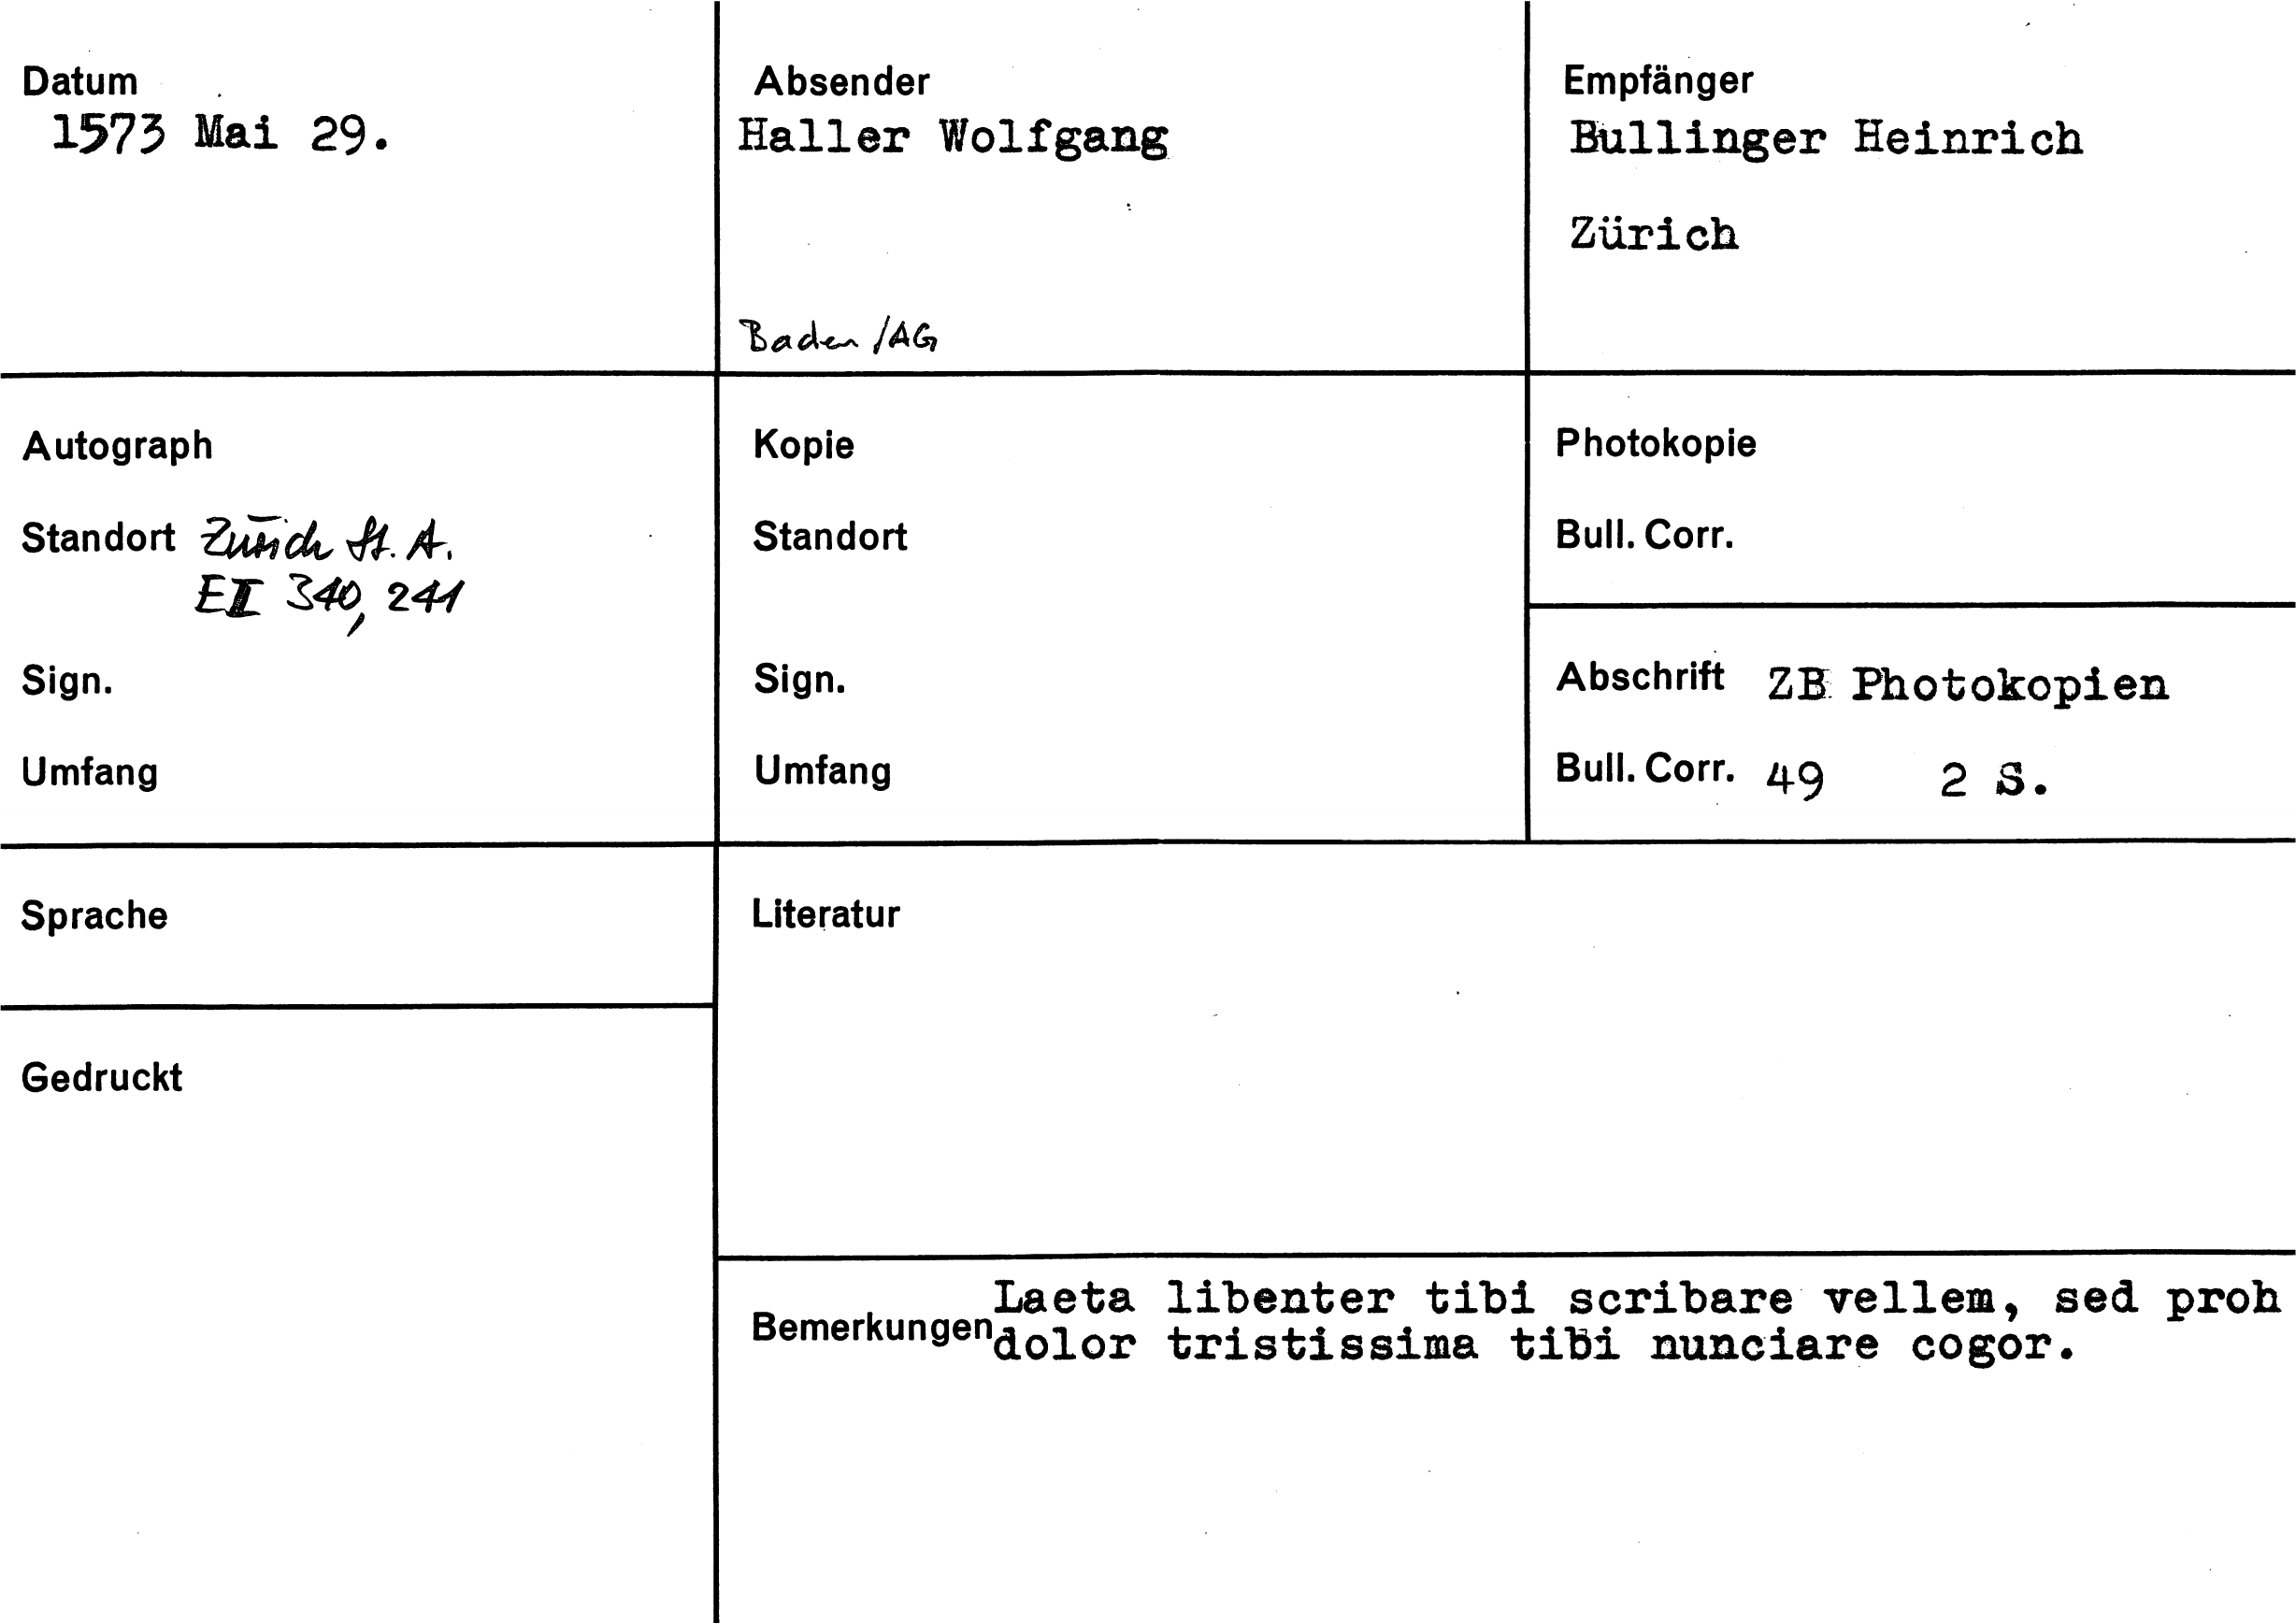 Datum
1573 Mai 29.
Absender
Haller Wolfgang
Baden/AG
Empfänger
Bullinger Heinrich
Zürich
Autograph
Standort Zürich St. A.
EII 340, 241
Sign.
Umfang
Kopie
Standort
Sign.
Umfang
Photokopie
Bull. Corr.
Abschrift ZB Photokopien
Bull. Corr. 49 2 S.
Sprache
Gedruckt
Literatur
Bemerkungen
Laeta libenter tibi scribare vellem, sed proh
dolor tristissima tibi nunciare cogor.